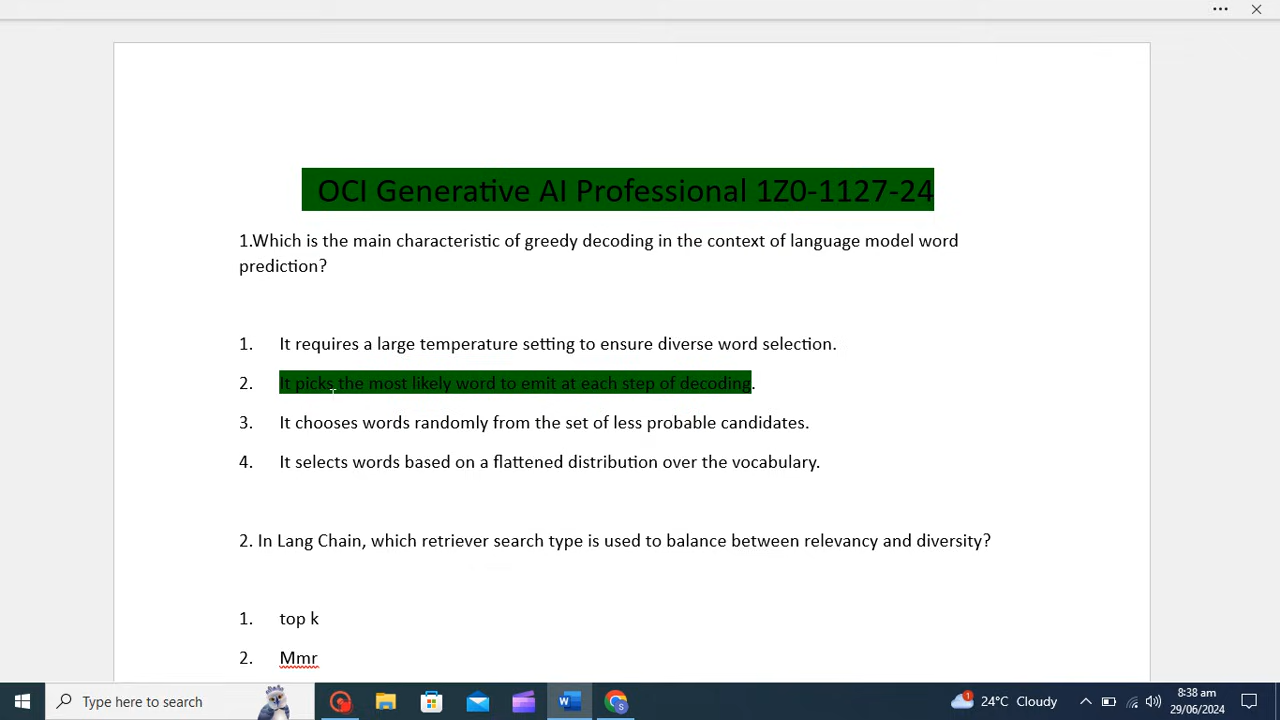 OCI Generative AI Professional 1Z0-1127-24
1.Which is the main characteristic of greedy decoding in the context of language model word
prediction?
1. It requires a large temperature setting to ensure diverse word selection.
2. It picks the most likely word to emit at each step of decoding.
3. It chooses words randomly from the set of less probable candidates.
4. It selects words based on a flattened distribution over the vocabulary.
2. In Lang Chain, which retriever search type is used to balance between relevancy and diversity?
1. top k
2. Mmr
Type here to search
24°C Cloudy
8:38 am
29/06/2024